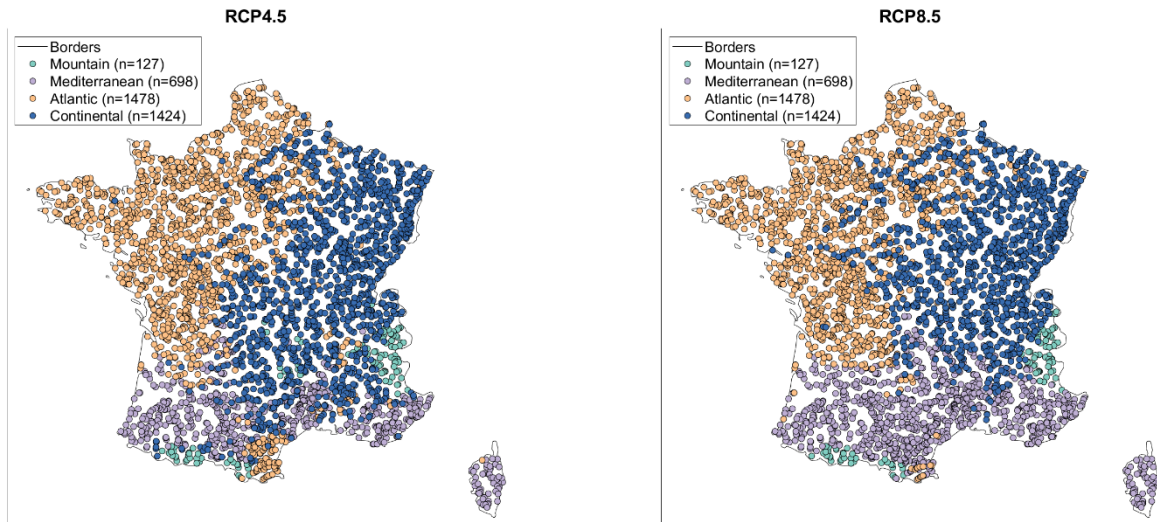 RCP4.5
Borders
Mountain (n=127)
Mediterranean (n=698)
Atlantic (n=1478)
Continental (n=1424)
RCP8.5
Borders
Mountain (n=127)
Mediterranean (n=698)
Atlantic (n=1478)
Continental (n=1424)